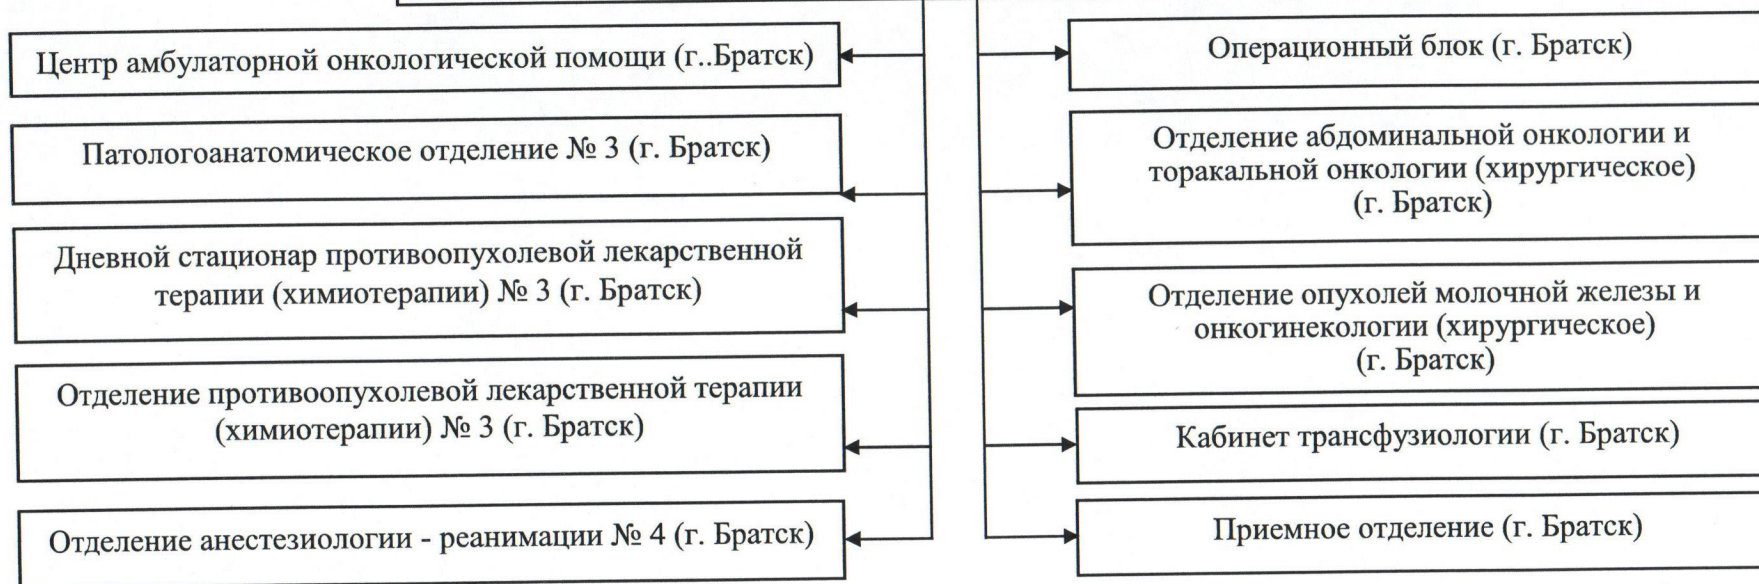 Центр амбулаторной онкологической помощи (г..Братск)
Патологоанатомическое отделение № 3 (г. Братск)
Дневной стационар противоопухолевой лекарственной
терапии (химиотерапии) № 3 (г. Братск)
Отделение противоопухолевой лекарственной терапии
(химиотерапии) № 3 (г. Братск)
Отделение анестезиологии - реанимации № 4 (г. Братск)
Операционный блок (г. Братск)
Отделение абдоминальной онкологии и
торакальной онкологии (хирургическое)
(г. Братск)
Отделение опухолей молочной железы и
онкогинекологии (хирургическое)
(г. Братск)
Кабинет трансфузиологии (г. Братск)
Приемное отделение (г. Братск)